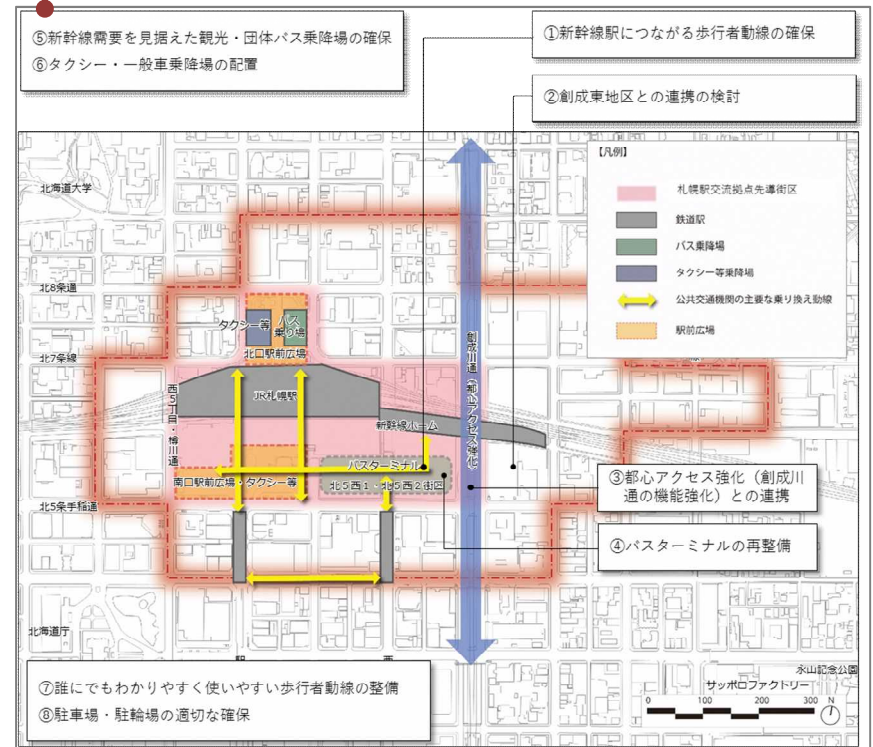 ⑤新幹線需要を見据えた観光・団体バス乗降場の確保
⑥タクシー・一般車乗降場の配置
①新幹線駅につながる歩行者動線の確保
②創成東地区との連携の検討
【凡例】
札幌駅交流拠点先導街区
鉄道駅
バス乗降場
タクシー等乗降場
公共交通機関の主要な乗り換え動線
駅前広場
北海道大学
北8条通
タクシー等
バス
乗り場
北口駅前広場
北7条線
西5丁目・樽川通
JR札幌駅
新幹線ホーム
創成川通（都心アクセス強化）
バスターミナル
北5西1・北5西2街区
南口駅前広場・タクシー等
北5条手稲通
③都心アクセス強化（創成川
通の機能強化）との連携
④バスターミナルの再整備
北海道庁
⑦誰にでもわかりやすく使いやすい歩行者動線の整備
⑧駐車場・駐輪場の適切な確保
永山記念公園
サッポロファクトリー
0 100 200 300 N